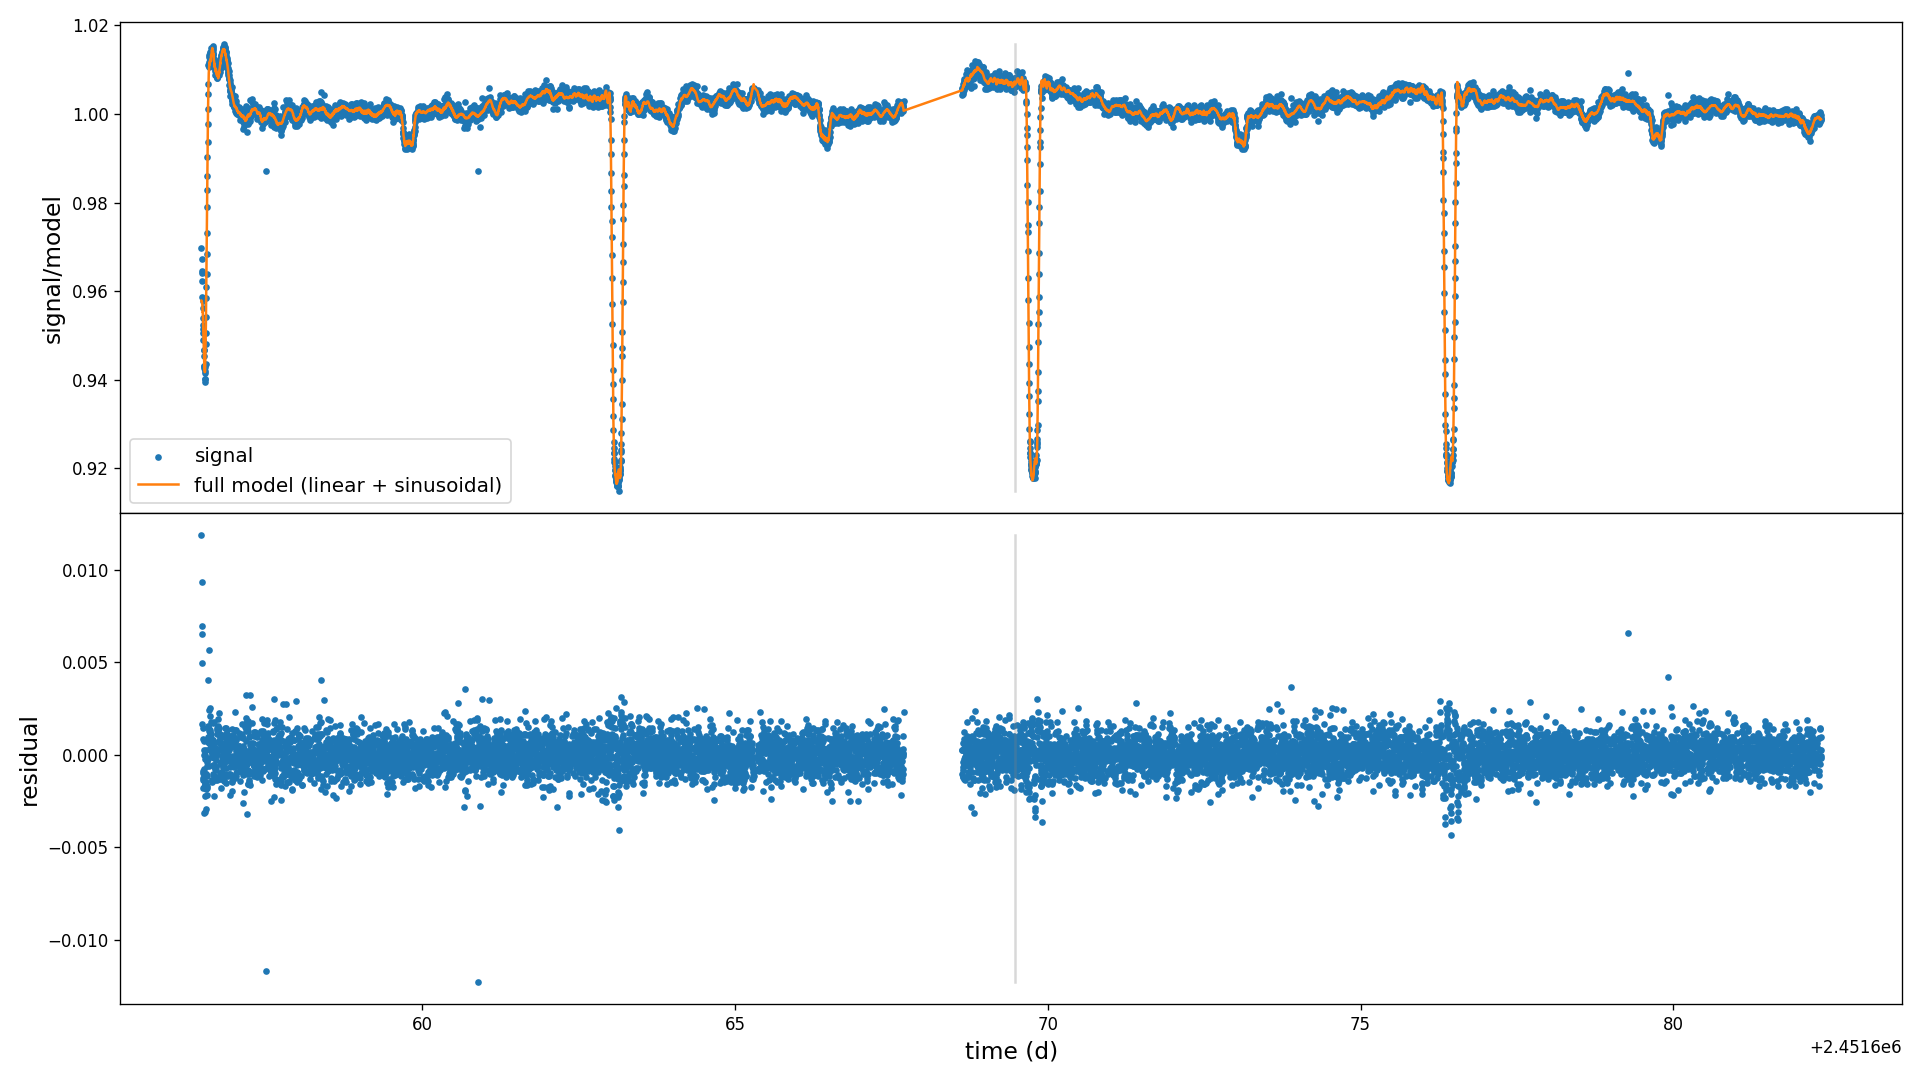 1.02
1.00
0.98
0.96
0.94
0.92
signal/model
signal
full model (linear + sinusoidal)
0.010
0.005
0.000
−0.005
−0.010
residual
60
65
70
75
80
time (d)
+2.4516e6